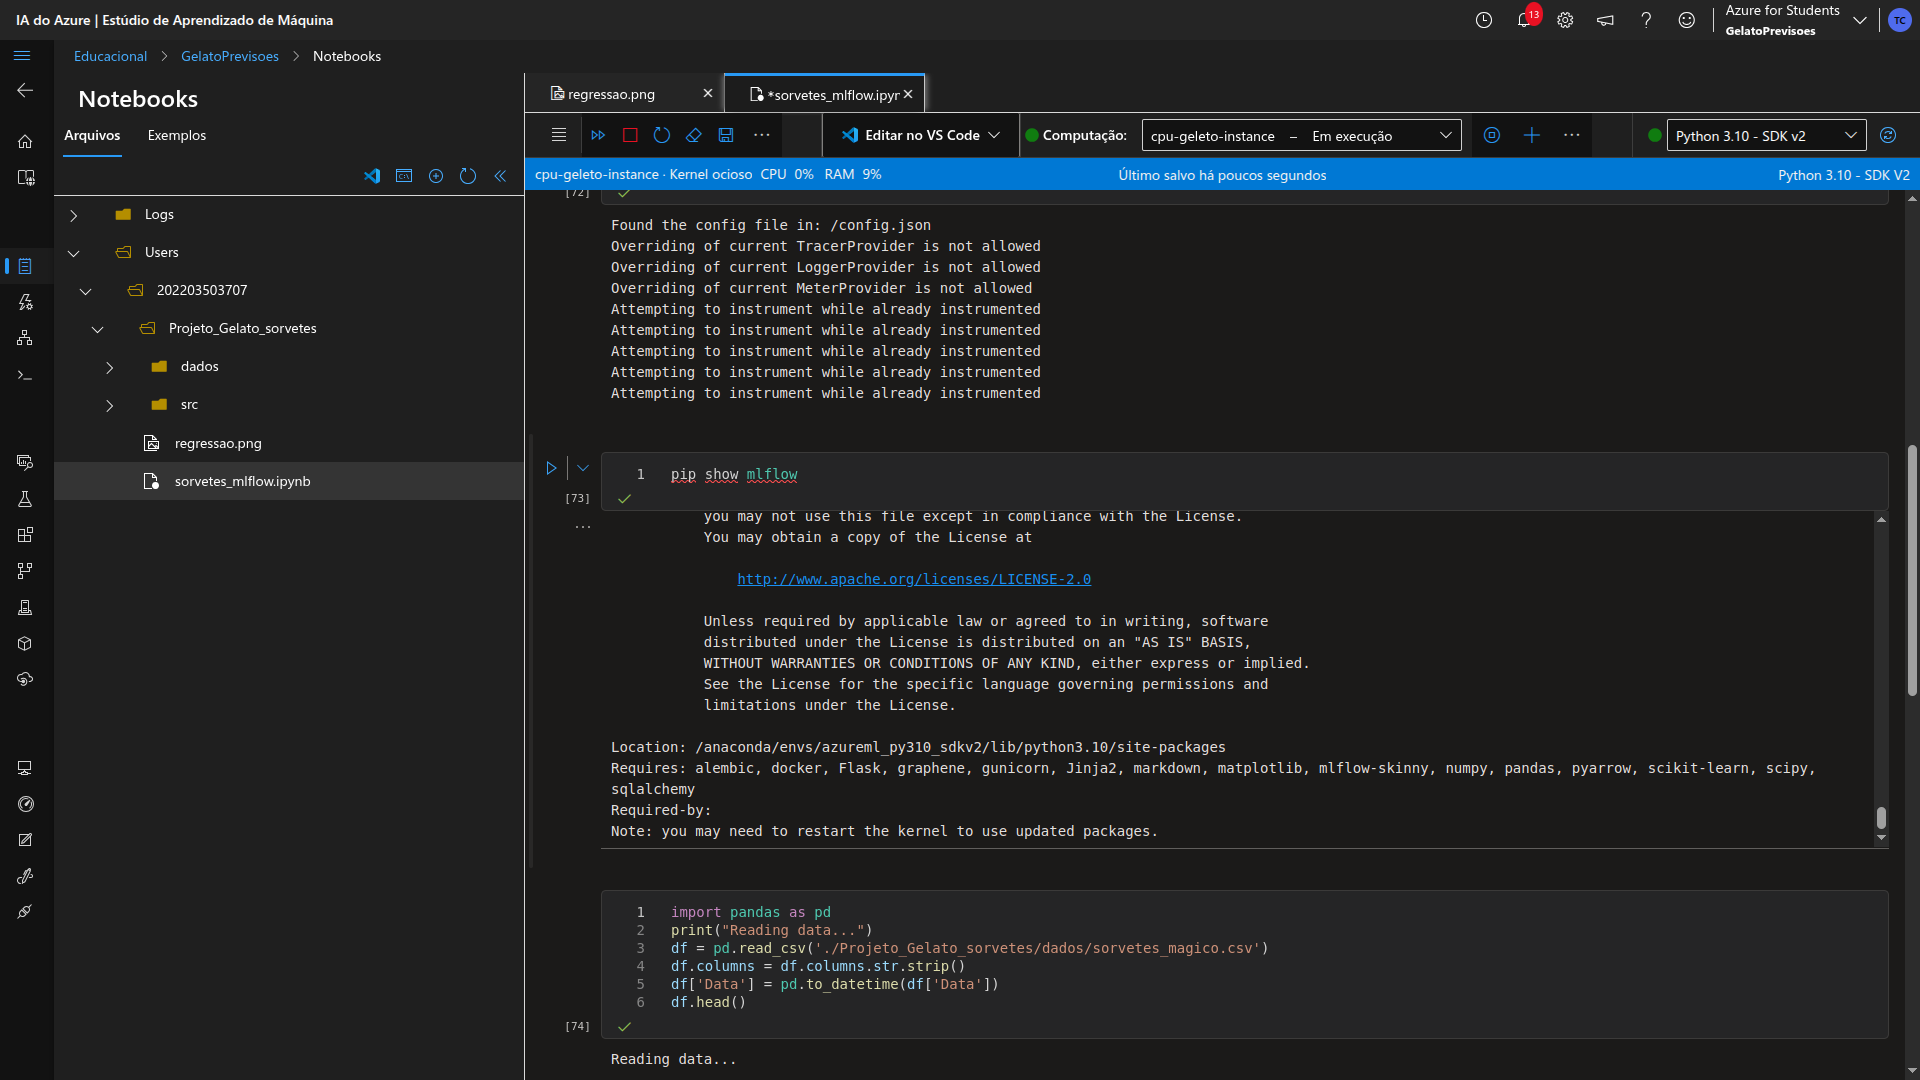 IA do Azure | Estúdio de Aprendizado de Máquina
13
Azure for Students
GelatoPrevisoes
TC
Educacional
GelatoPrevisoes
Notebooks
Notebooks
Arquivos
Exemplos
Logs
Users
202203503707
Projeto_Gelato_sorvetes
dados
src
regressao.png
sorvetes_mlflow.ipynb
regressao.png
*sorvetes_mlflow.ipyr
Editar no VS Code
Computação:
cpu-geleto-instance – Em execução
Python 3.10 - SDK v2
cpu-geleto-instance · Kernel ocioso CPU 0% RAM 9%
Último salvo há poucos segundos
Python 3.10 - SDK V2
[72]
Found the config file in: /config.json
Overriding of current TracerProvider is not allowed
Overriding of current LoggerProvider is not allowed
Overriding of current MeterProvider is not allowed
Attempting to instrument while already instrumented
Attempting to instrument while already instrumented
Attempting to instrument while already instrumented
Attempting to instrument while already instrumented
Attempting to instrument while already instrumented
1 pip show mlflow
[73]
you may not use this file except in compliance with the License.
You may obtain a copy of the License at
http://www.apache.org/licenses/LICENSE-2.0
Unless required by applicable law or agreed to in writing, software
distributed under the License is distributed on an "AS IS" BASIS,
WITHOUT WARRANTIES OR CONDITIONS OF ANY KIND, either express or implied.
See the License for the specific language governing permissions and
limitations under the License.
Location: /anaconda/envs/azureml_py310_sdkv2/lib/python3.10/site-packages
Requires: alembic, docker, Flask, graphene, gunicorn, Jinja2, markdown, matplotlib, mlflow-skinny, numpy, pandas, pyarrow, scikit-learn, scipy,
sqlalchemy
Required-by:
Note: you may need to restart the kernel to use updated packages.
1 import pandas as pd
2 print("Reading data...")
3 df = pd.read_csv('./Projeto_Gelato_sorvetes/dados/sorvetes_magico.csv')
4 df.columns = df.columns.str.strip()
5 df['Data'] = pd.to_datetime(df['Data'])
6 df.head()
[74]
Reading data...